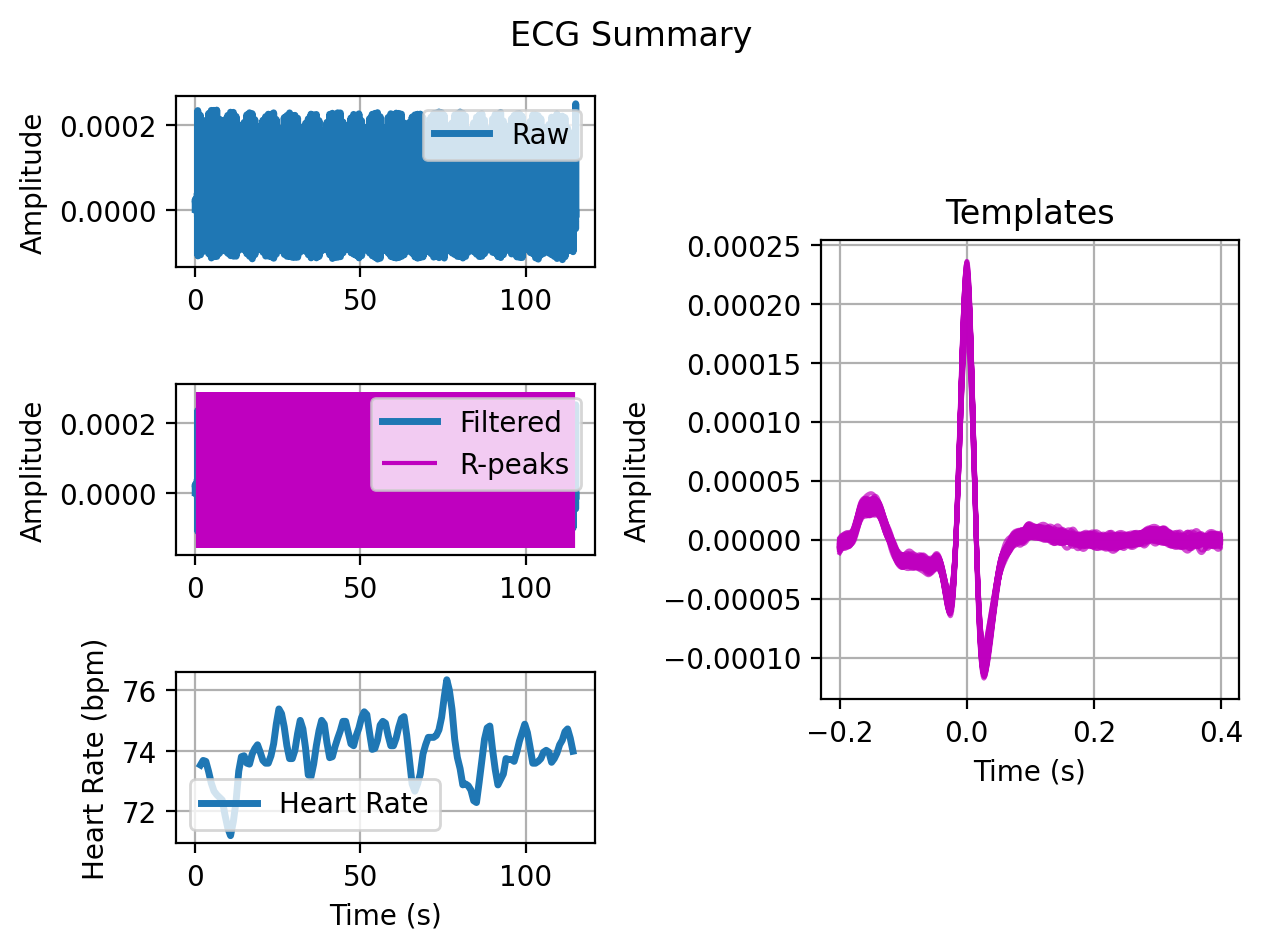 ECG Summary
Amplitude
0.0002
0.0000
Raw
0
50
100
Amplitude
0.0002
0.0000
Filtered
R-peaks
0
50
100
Heart Rate (bpm)
76
74
72
Heart Rate
0
50
100
Time (s)
Templates
Amplitude
0.00025
0.00020
0.00015
0.00010
0.00005
0.00000
−0.00005
−0.00010
−0.2
0.0
0.2
0.4
Time (s)